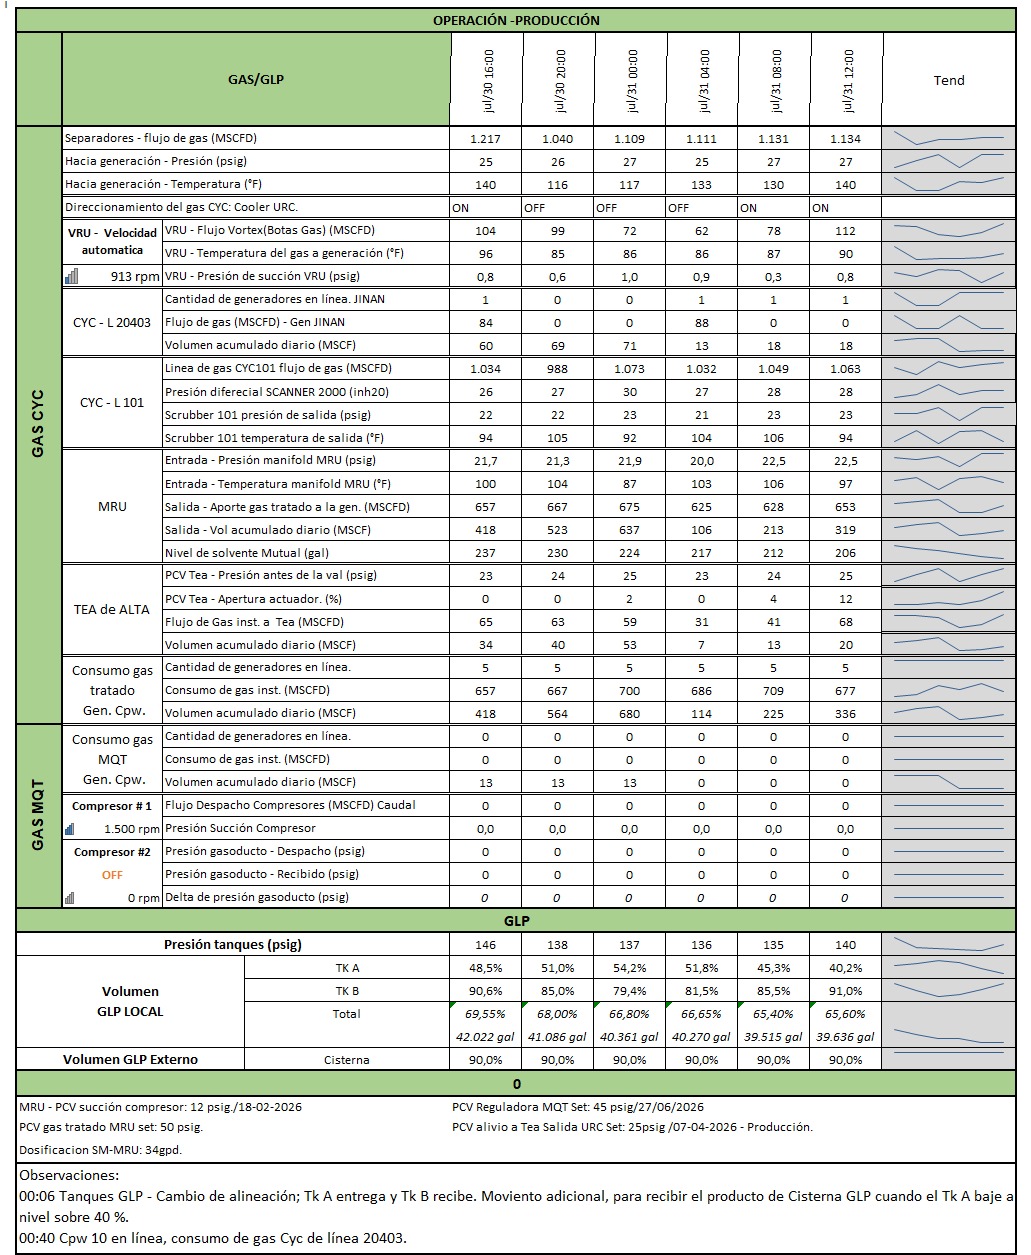 OPERACIÓN -PRODUCCIÓN
GAS/GLP jul/30 16:00 jul/30 20:00 jul/31 00:00 jul/31 04:00 jul/31 08:00 jul/31 12:00 Tend
GAS CYC
Separadores - flujo de gas (MSCFD) 1.217 1.040 1.109 1.111 1.131 1.134
Hacia generación - Presión (psig) 25 26 27 25 27 27
Hacia generación - Temperatura (°F) 140 116 117 133 130 140
Direccionamiento del gas CYC: Cooler URC. ON OFF OFF OFF ON ON
VRU - Velocidad automatica
913 rpm
VRU - Flujo Vortex(Botas Gas) (MSCFD) 104 99 72 62 78 112
VRU - Temperatura del gas a generación (°F) 96 85 86 86 87 90
VRU - Presión de succión VRU (psig) 0,8 0,6 1,0 0,9 0,3 0,8
CYC - L 20403
Cantidad de generadores en línea. JINAN 1 0 0 1 1 1
Flujo de gas (MSCFD) - Gen JINAN 84 0 0 88 0 0
Volumen acumulado diario (MSCF) 60 69 71 13 18 18
CYC - L 101
Linea de gas CYC101 flujo de gas (MSCFD) 1.034 988 1.073 1.032 1.049 1.063
Presión diferecial SCANNER 2000 (inh20) 26 27 30 27 28 28
Scrubber 101 presión de salida (psig) 22 22 23 21 23 23
Scrubber 101 temperatura de salida (°F) 94 105 92 104 106 94
MRU
Entrada - Presión manifold MRU (psig) 21,7 21,3 21,9 20,0 22,5 22,5
Entrada - Temperatura manifold MRU (°F) 100 104 87 103 106 97
Salida - Aporte gas tratado a la gen. (MSCFD) 657 667 675 625 628 653
Salida - Vol acumulado diario (MSCF) 418 523 637 106 213 319
Nivel de solvente Mutual (gal) 237 230 224 217 212 206
TEA de ALTA
PCV Tea - Presión antes de la val (psig) 23 24 25 23 24 25
PCV Tea - Apertura actuador. (%) 0 0 2 0 4 12
Flujo de Gas inst. a Tea (MSCFD) 65 63 59 31 41 68
Volumen acumulado diario (MSCF) 34 40 53 7 13 20
Consumo gas
tratado
Gen. Cpw.
Cantidad de generadores en línea. 5 5 5 5 5 5
Consumo de gas inst. (MSCFD) 657 667 700 686 709 677
Volumen acumulado diario (MSCF) 418 564 680 114 225 336
GAS MQT
Consumo gas
MQT
Gen. Cpw.
Cantidad de generadores en línea. 0 0 0 0 0 0
Consumo de gas inst. (MSCFD) 0 0 0 0 0 0
Volumen acumulado diario (MSCF) 13 13 13 0 0 0
Compresor # 1
1.500 rpm
Flujo Despacho Compresores (MSCFD) Caudal 0 0 0 0 0 0
Presión Succión Compresor 0,0 0,0 0,0 0,0 0,0 0,0
Compresor #2
OFF
0 rpm
Presión gasoducto - Despacho (psig) 0 0 0 0 0 0
Presión gasoducto - Recibido (psig) 0 0 0 0 0 0
Delta de presión gasoducto (psig) 0 0 0 0 0 0
GLP
Presión tanques (psig) 146 138 137 136 135 140
Volumen
GLP LOCAL
TK A 48,5% 51,0% 54,2% 51,8% 45,3% 40,2%
TK B 90,6% 85,0% 79,4% 81,5% 85,5% 91,0%
Total 69,55% 68,00% 66,80% 66,65% 65,40% 65,60%
42.022 gal 41.086 gal 40.361 gal 40.270 gal 39.515 gal 39.636 gal
Volumen GLP Externo Cisterna 90,0% 90,0% 90,0% 90,0% 90,0% 90,0%
0
MRU - PCV succión compresor: 12 psig./18-02-2026 PCV Reguladora MQT Set: 45 psig/27/06/2026
PCV gas tratado MRU set: 50 psig. PCV alivio a Tea Salida URC Set: 25psig /07-04-2026 - Producción.
Dosificacion SM-MRU: 34gpd.
Observaciones:
00:06 Tanques GLP - Cambio de alineación; Tk A entrega y Tk B recibe. Moviento adicional, para recibir el producto de Cisterna GLP cuando el Tk A baje a
nivel sobre 40 %.
00:40 Cpw 10 en línea, consumo de gas Cyc de línea 20403.